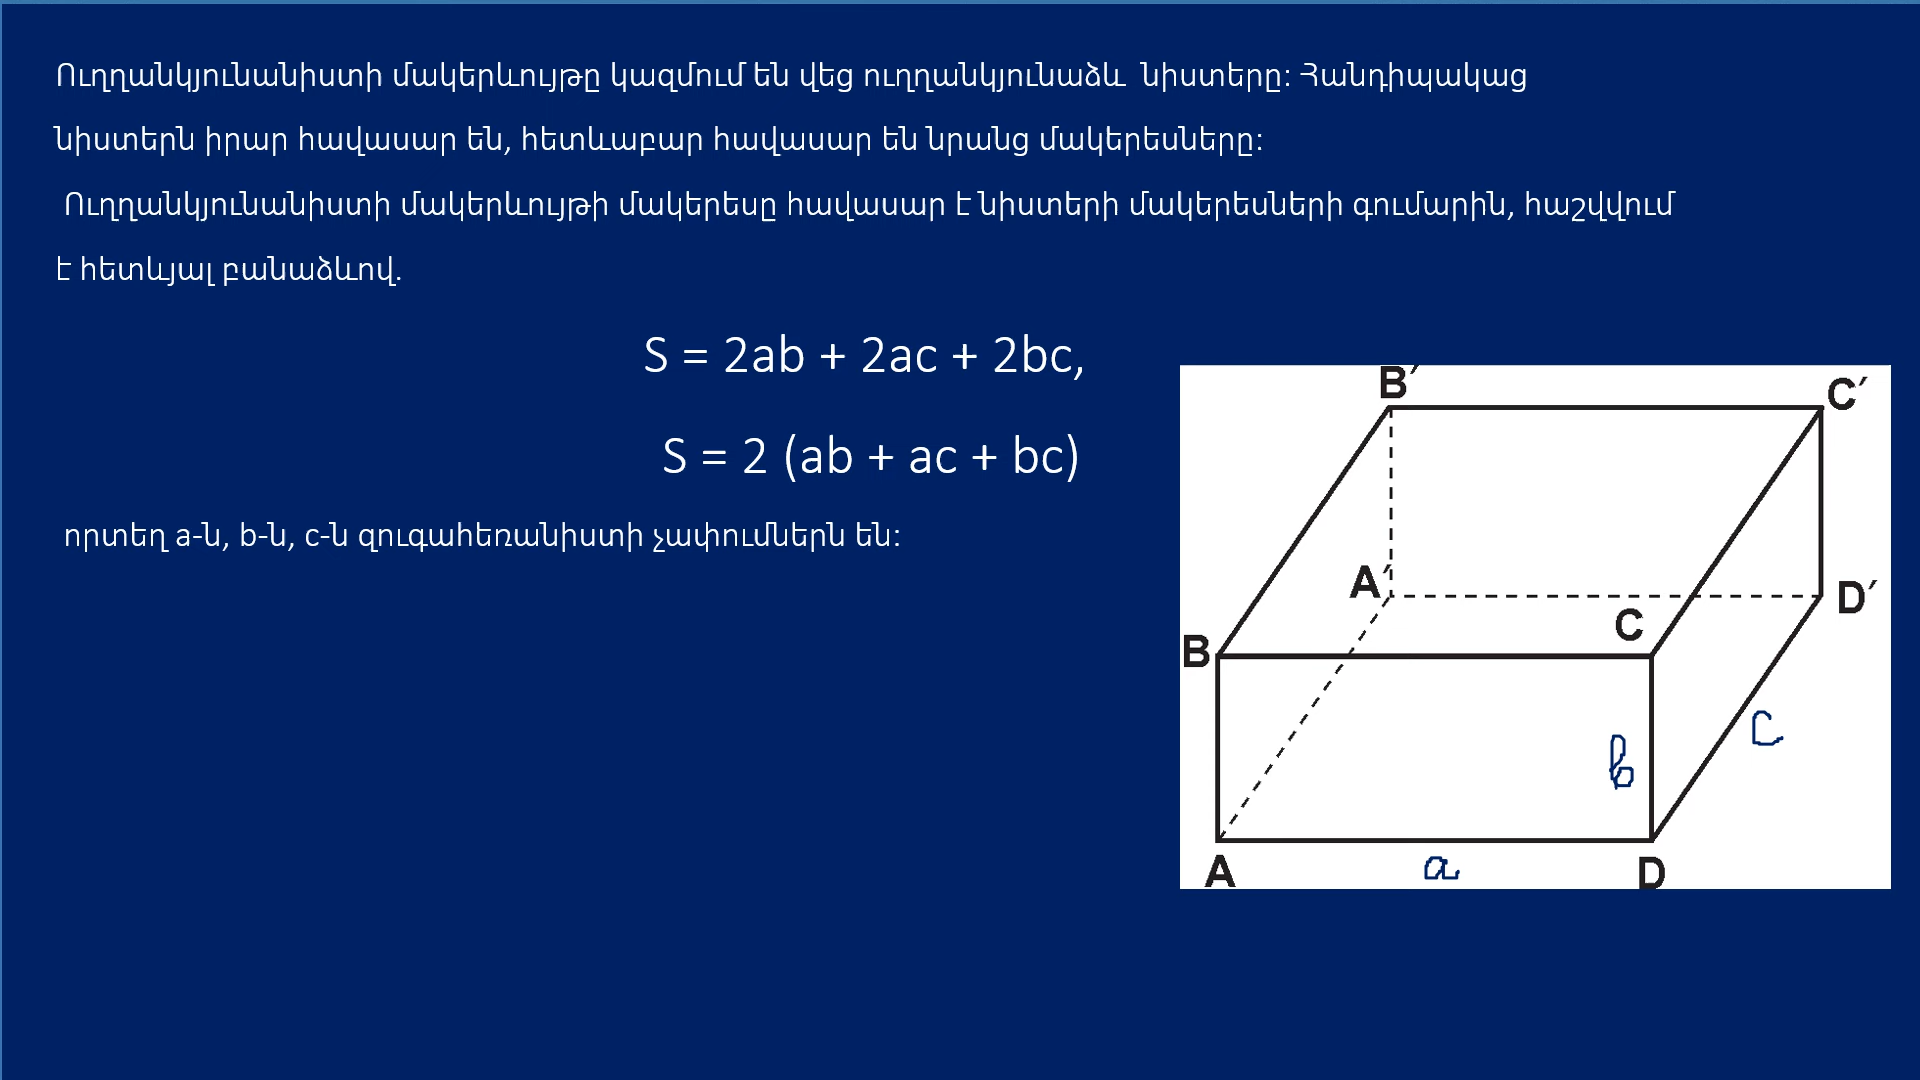 Ուղղանկյունանիստի մակերևույթը կազմում են վեց ուղղանկյունաձև նիստերը: Հանդիպակաց
նիստերն իրար հավասար են, հետևաբար հավասար են նրանց մակերեսները:
Ուղղանկյունանիստի մակերևույթի մակերեսը հավասար է նիստերի մակերեսների գումարին, հաշվվում
է հետևյալ բանաձևով.
S = 2ab + 2ac + 2bc,
S = 2 (ab + ac + bc)
որտեղ a-ն, b-ն, c-ն զուգահեռանիստի չափումներն են:
B′
C′
A′
D′
C
B
c
b
A
a
D